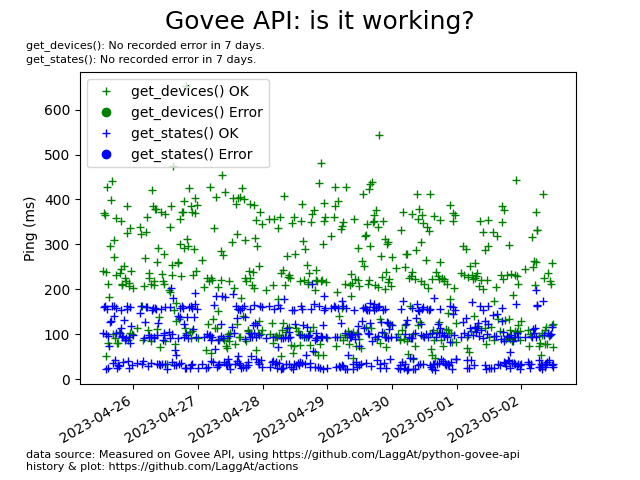 Govee API: is it working?
get_devices(): No recorded error in 7 days.
get_states(): No recorded error in 7 days.
get_devices() OK
get_devices() Error
get_states() OK
get_states() Error
Ping (ms)
600
500
400
300
200
100
0
2023-04-26
2023-04-27
2023-04-28
2023-04-29
2023-04-30
2023-05-01
2023-05-02
data source: Measured on Govee API, using https://github.com/LaggAt/python-govee-api
history & plot: https://github.com/LaggAt/actions